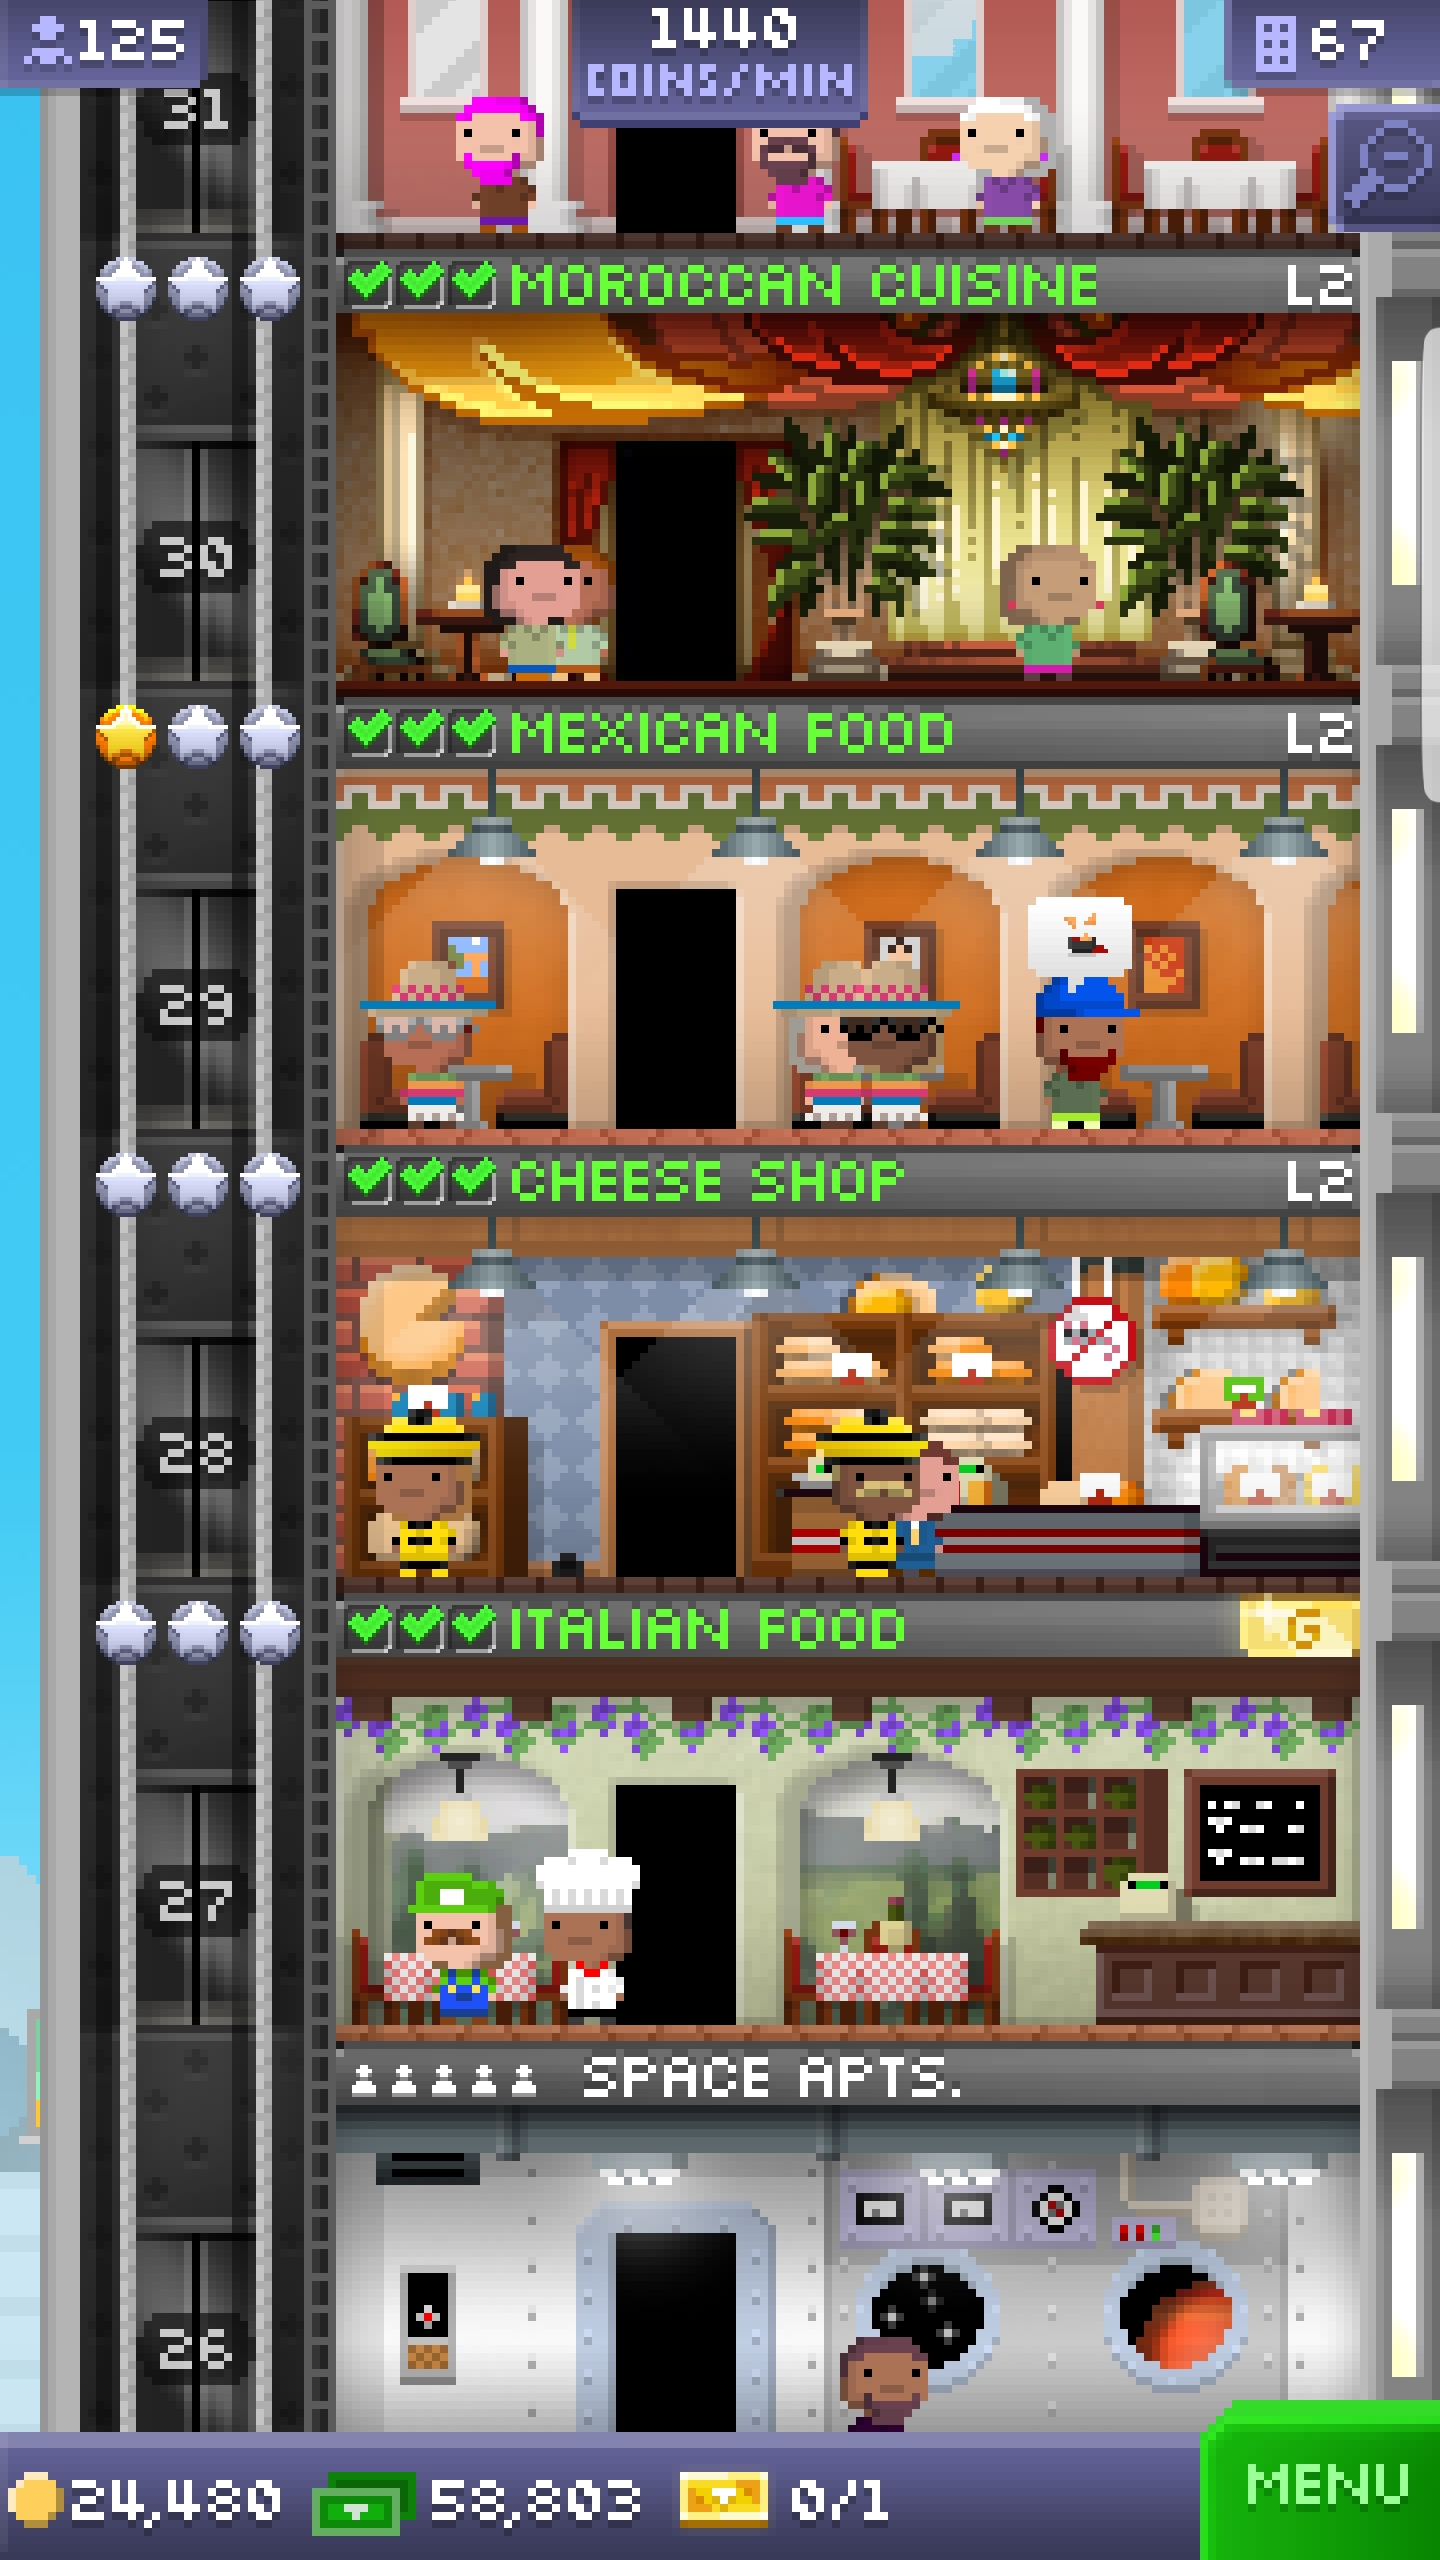 125
1440
COINS/MIN
67
31
MOROCCAN CUISINE L2
30
MEXICAN FOOD L2
29
CHEESE SHOP L2
28
ITALIAN FOOD G
27
SPACE APTS.
26
24,480 58,803 0/1
MENU